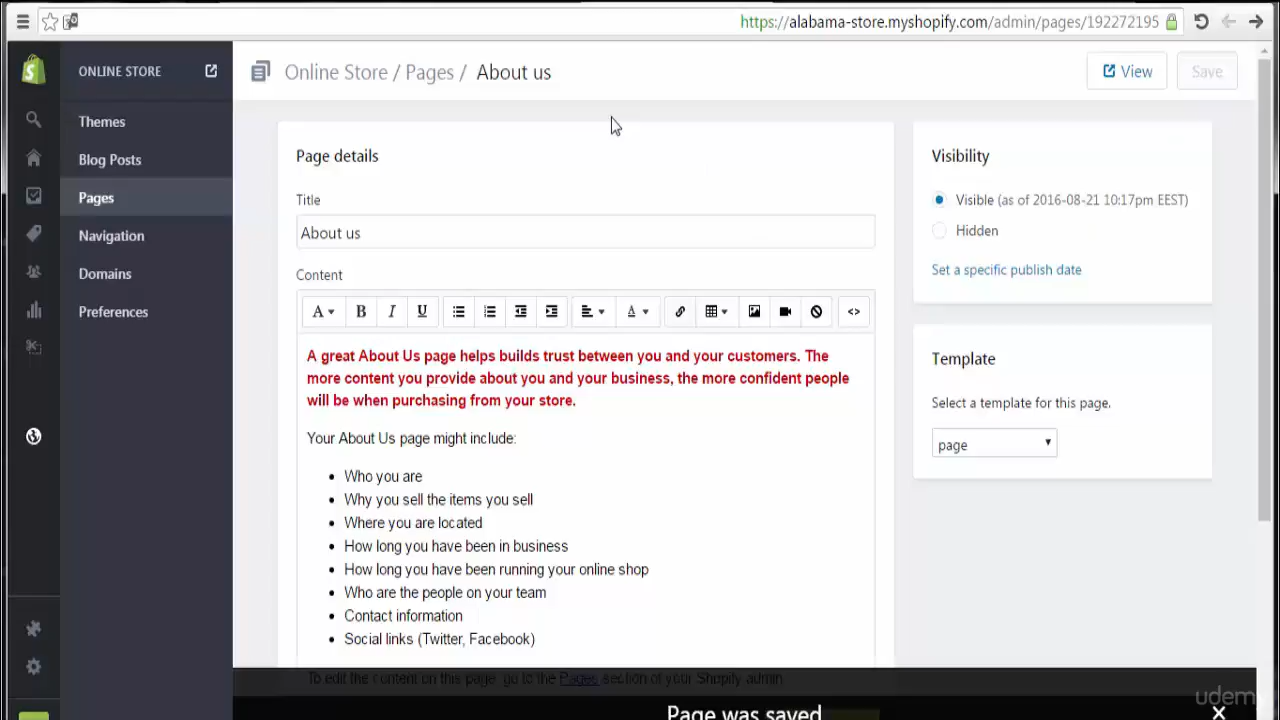 https://alabama-store.myshopify.com/admin/pages/192272195
ONLINE STORE
Online Store / Pages / About us
View
Save
Themes
Blog Posts
Pages
Navigation
Domains
Preferences
Page details
Title
About us
Content
A
B
I
U
A
<>
A great About Us page helps builds trust between you and your customers. The
more content you provide about you and your business, the more confident people
will be when purchasing from your store.
Your About Us page might include:
• Who you are
• Why you sell the items you sell
• Where you are located
• How long you have been in business
• How long you have been running your online shop
• Who are the people on your team
• Contact information
• Social links (Twitter, Facebook)
To edit the content on this page, go to the Pages section of your Shopify admin
Visibility
Visible (as of 2016-08-21 10:17pm EEST)
Hidden
Set a specific publish date
Template
Select a template for this page.
page
Page was saved
udemy